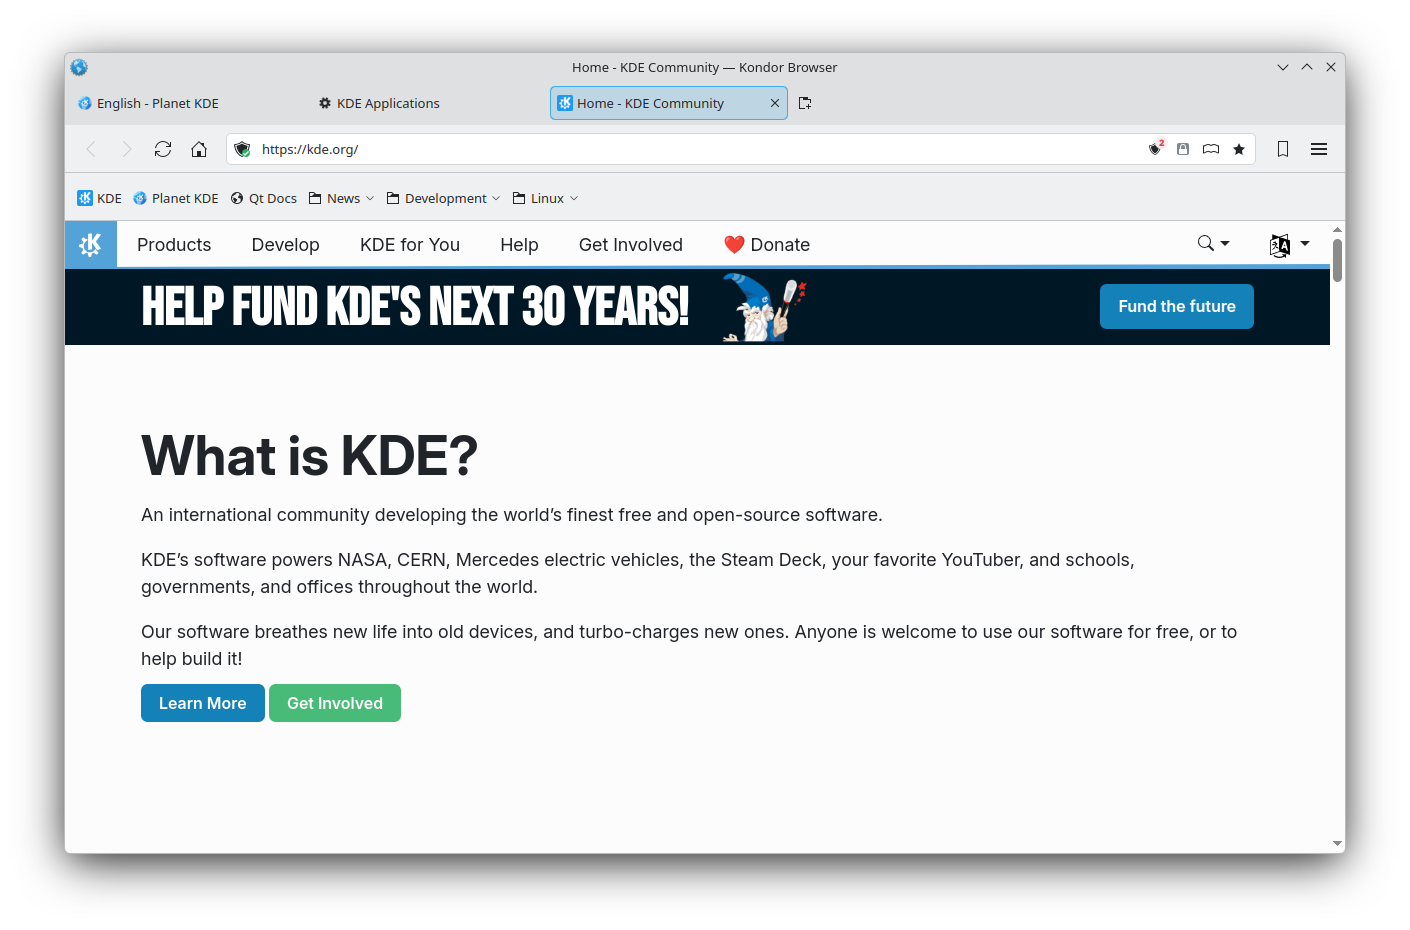 Home - KDE Community — Kondor Browser
English - Planet KDE
KDE Applications
Home - KDE Community
https://kde.org/
2
KDE
Planet KDE
Qt Docs
News
Development
Linux
Products
Develop
KDE for You
Help
Get Involved
Donate
HELP FUND KDE'S NEXT 30 YEARS!
Fund the future
What is KDE?
An international community developing the world’s finest free and open-source software.
KDE’s software powers NASA, CERN, Mercedes electric vehicles, the Steam Deck, your favorite YouTuber, and schools,
governments, and offices throughout the world.
Our software breathes new life into old devices, and turbo-charges new ones. Anyone is welcome to use our software for free, or to
help build it!
Learn More
Get Involved